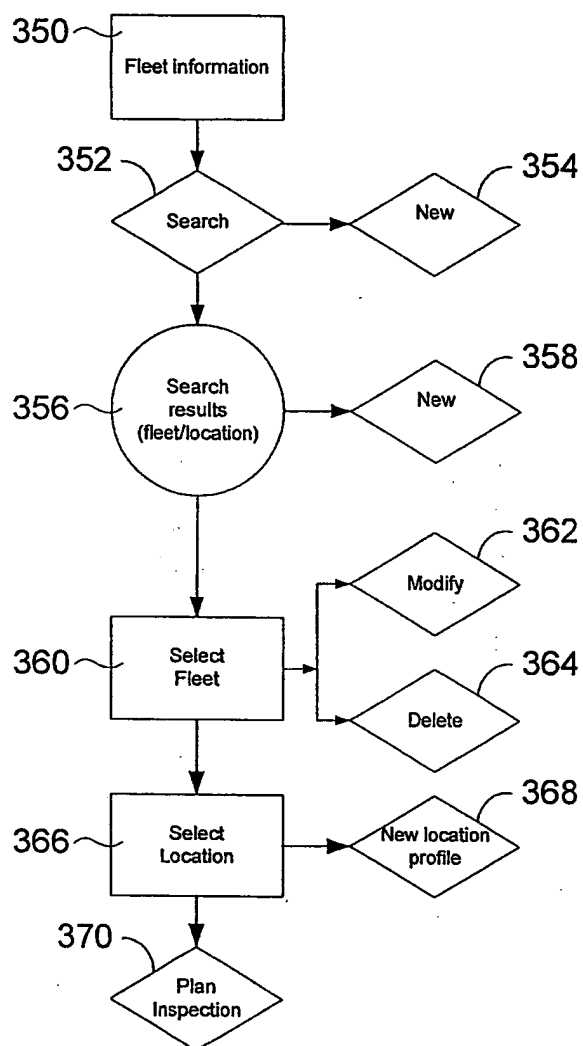 350
Fleet information
352
354
Search
New
358
356
Search
results
(fleet/location)
New
362
Modify
360
Select
Fleet
364
Delete
368
366
Select
Location
New location
profile
370
Plan
Inspection